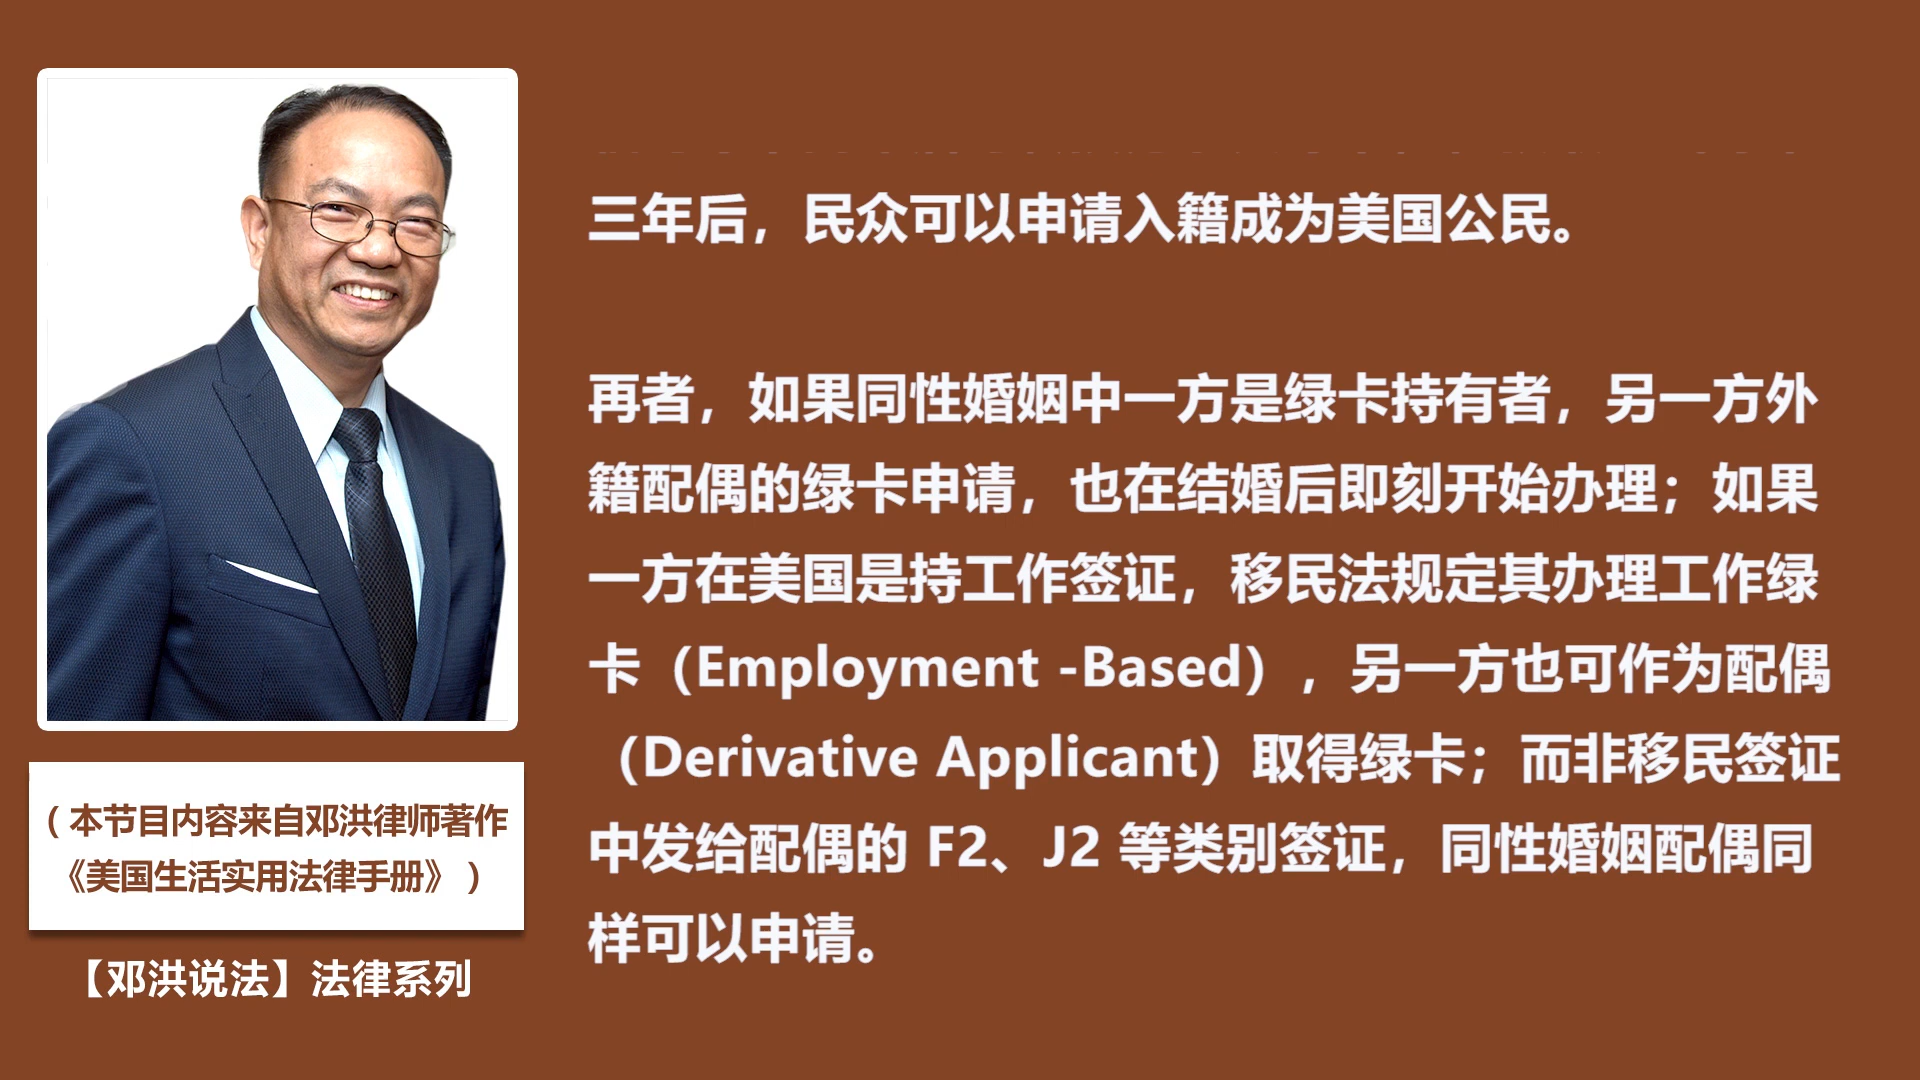 三年后，民众可以申请入籍成为美国公民。
再者，如果同性婚姻中一方是绿卡持有者，另一方外
籍配偶的绿卡申请，也在结婚后即刻开始办理；如果
一方在美国是持工作签证，移民法规定其办理工作绿
卡（Employment -Based），另一方也可作为配偶
（Derivative Applicant）取得绿卡；而非移民签证
中发给配偶的 F2、J2 等类别签证，同性婚姻配偶同
样可以申请。
（本节目内容来自邓洪律师著作
《美国生活实用法律手册》）
【邓洪说法】法律系列